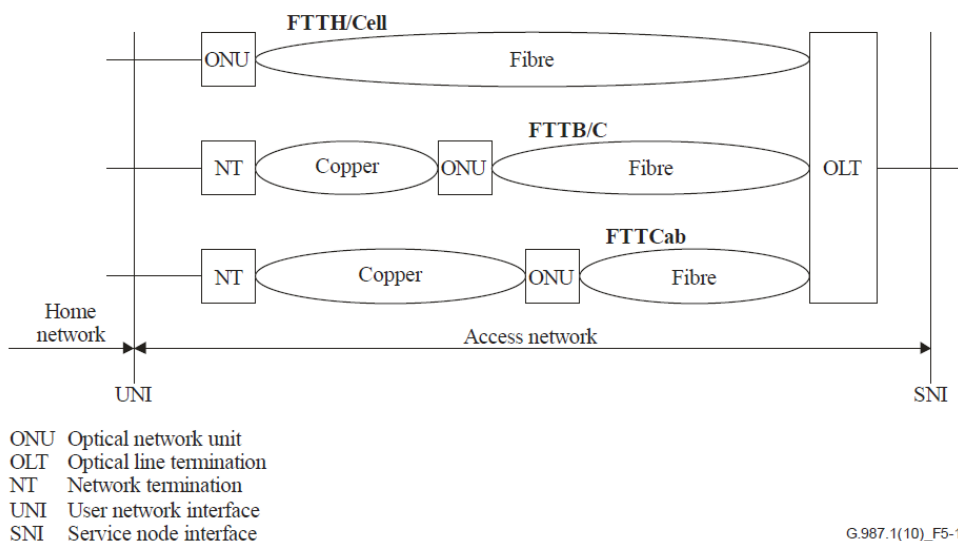 FTTH/Cell
ONU
Fibre
FTTB/C
NT
Copper
ONU
Fibre
OLT
FTTCab
NT
Copper
ONU
Fibre
Home
network
Access network
UNI
SNI
ONU Optical network unit
OLT Optical line termination
NT Network termination
UNI User network interface
SNI Service node interface
G.987.1(10)_F5-1